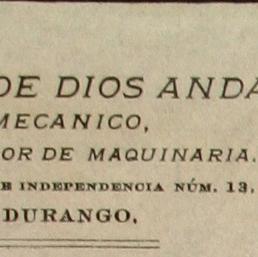 DE DIOS ANDA
MECANICO,
OR DE MAQUINARIA.
E INDEPENDENCIA NÚM. 13,
DURANGO.